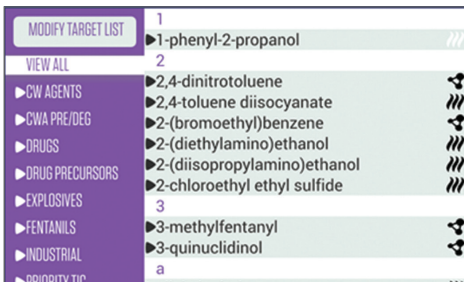 MODIFY TARGET LIST
VIEW ALL
CW AGENTS
CWA PRE/DEG
DRUGS
DRUG PRECURSORS
EXPLOSIVES
FENTANILS
INDUSTRIAL
PRIORITY TIC
1
1-phenyl-2-propanol
2
2,4-dinitrotoluene
2,4-toluene diisocyanate
2-(bromoethyl)benzene
2-(diethylamino)ethanol
2-(diisopropylamino)ethanol
2-chloroethyl ethyl sulfide
3
3-methylfentanyl
3-quinuclidinol
a